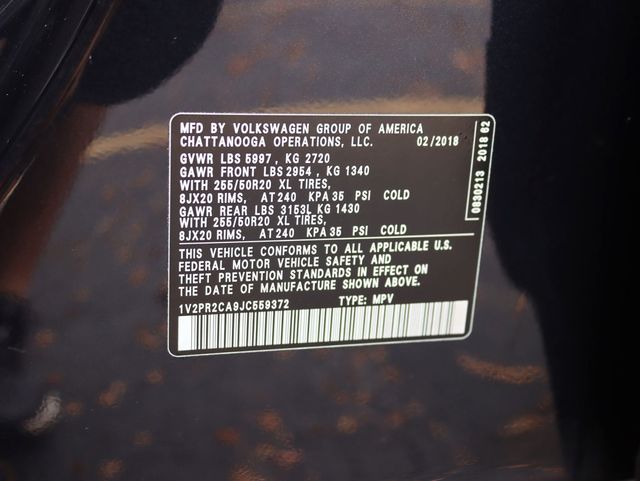 MFD BY VOLKSWAGEN GROUP OF AMERICA
CHATTANOOGA OPERATIONS, LLC. 02/2018
GVWR LBS 5997, KG 2720
GAWR FRONT LBS 2954, KG 1340
WITH 255/50R20 XL TIRES,
8JX20 RIMS, AT 240 KPA 35 PSI COLD
GAWR REAR LBS 3153L KG 1430
WITH 255/50R20 XL TIRES,
8JX20 RIMS, AT 240 KPA 35 PSI COLD
THIS VEHICLE CONFORMS TO ALL APPLICABLE U.S.
FEDERAL MOTOR VEHICLE SAFETY AND
THEFT PREVENTION STANDARDS IN EFFECT ON
THE DATE OF MANUFACTURE SHOWN ABOVE.
1V2PR2CA9JC559372 TYPE: MPV
0830213 2018 02